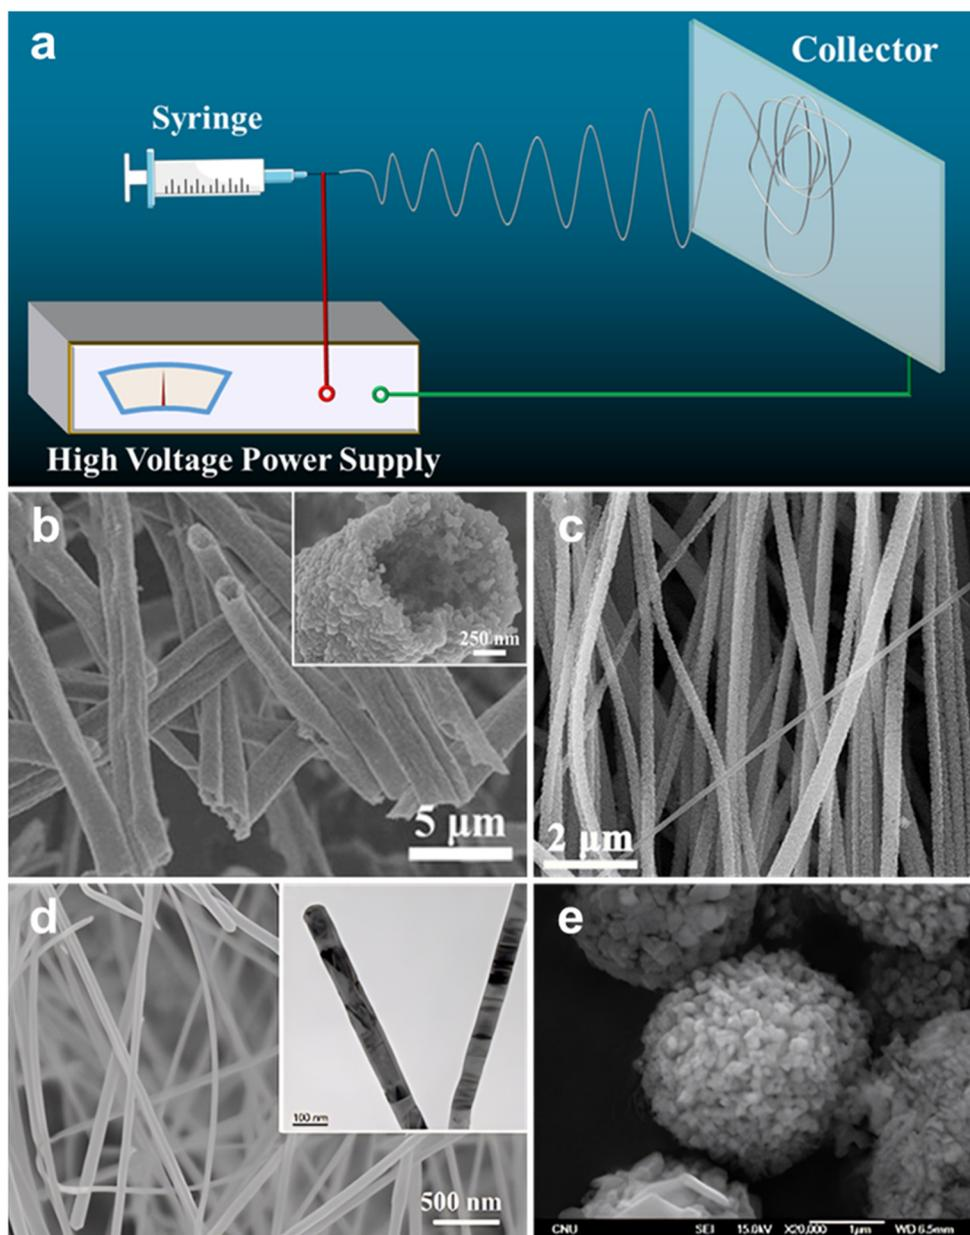 a
Collector
Syringe
High Voltage Power Supply
b
250 nm
5 μm
c
2 μm
d
100 nm
500 nm
e
CNU SEI 15.0kV X20,000 1μm WD 6.5mm